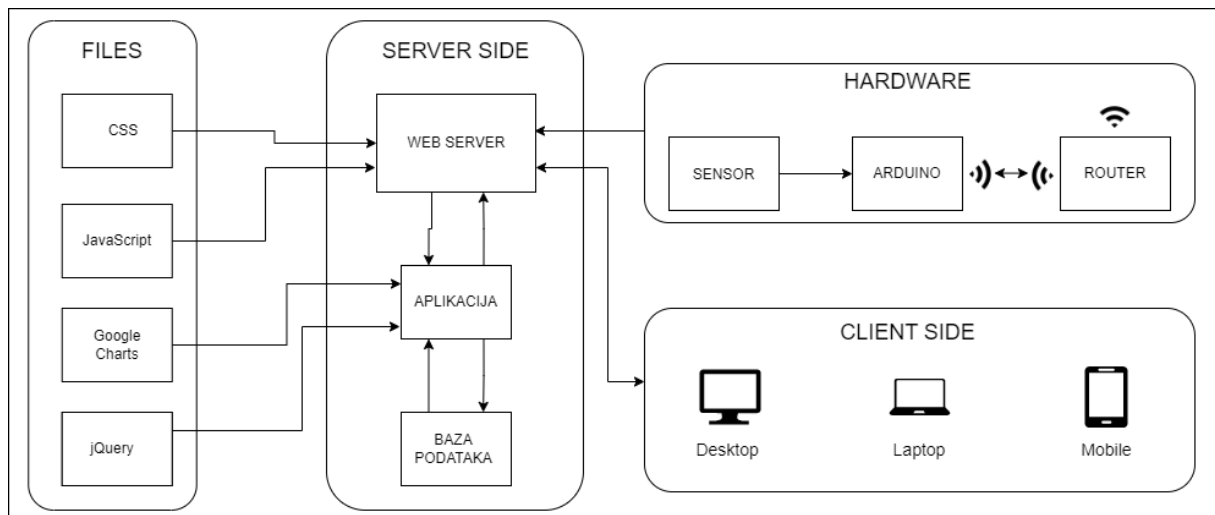 FILES
CSS
JavaScript
Google
Charts
jQuery
SERVER SIDE
WEB SERVER
APLIKACIJA
BAZA
PODATAKA
HARDWARE
SENSOR
ARDUINO
ROUTER
CLIENT SIDE
Desktop
Laptop
Mobile